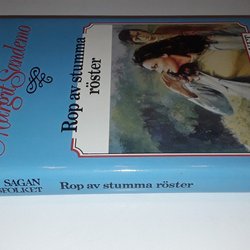 Margit Sandemo
Rop av stumma
röster
SAGAN
FOLKET
Rop av stumma röster